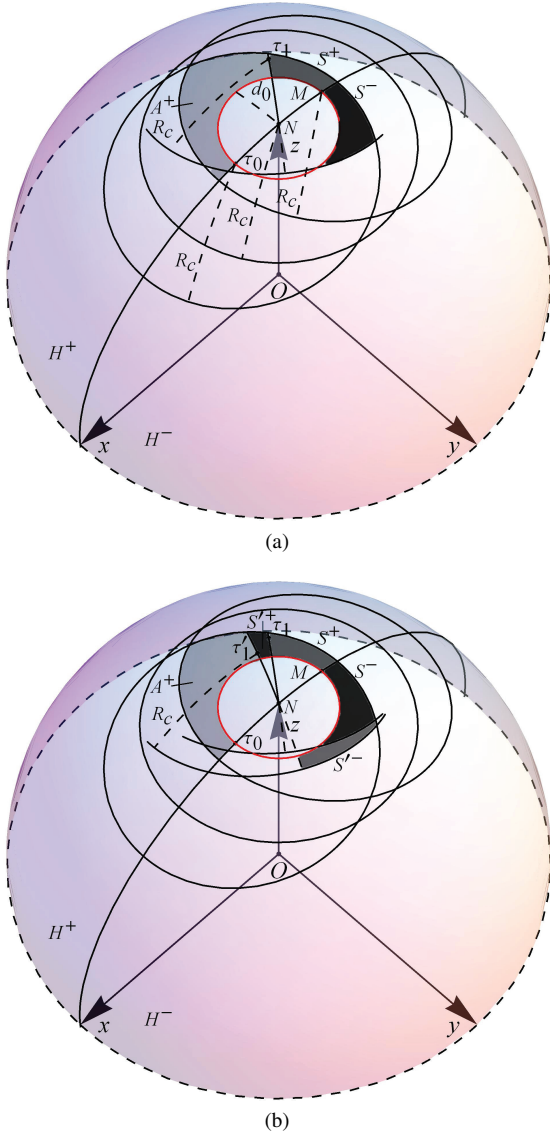 τ₁ S⁺
d₀ M S⁻
A⁺
R_c N
τ₀ z
R_c
R_c
R_c
O
H⁺
x H⁻ y
(a)
S′⁺ τ₁ S⁺
τ′₁ M S⁻
A⁺
R_c N
τ₀ z
S′⁻
O
H⁺
x H⁻ y
(b)